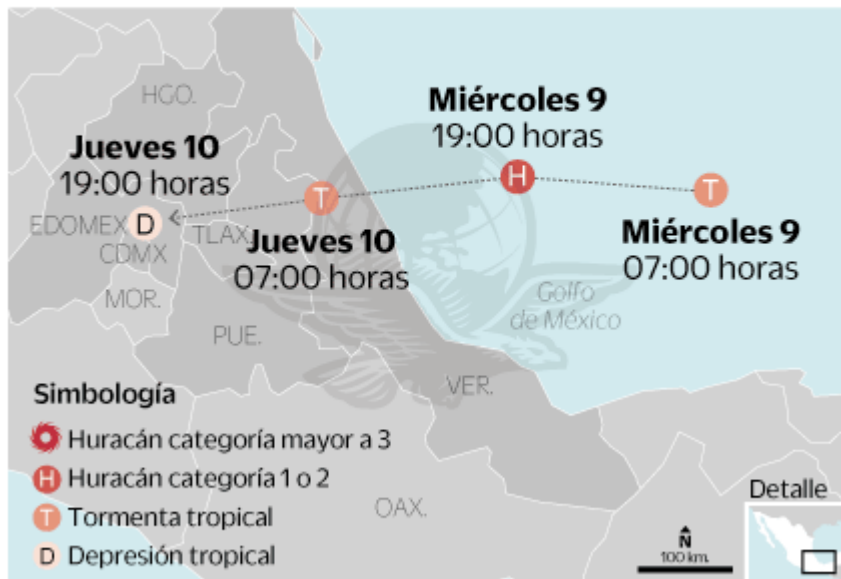 HGO.
Miércoles 9
19:00 horas
Jueves 10
19:00 horas
H
T
T
D
EDOMEX
TLAX.
CDMX
Jueves 10
07:00 horas
Miércoles 9
07:00 horas
MOR.
Golfo
de México
PUE.
VER.
Simbología
Huracán categoría mayor a 3
H Huracán categoría 1 o 2
T Tormenta tropical
D Depresión tropical
OAX.
N
100 km.
Detalle